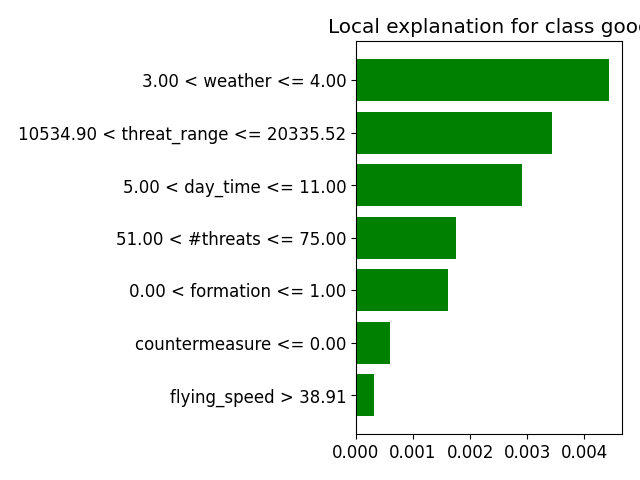 Local explanation for class good
3.00 < weather <= 4.00
10534.90 < threat_range <= 20335.52
5.00 < day_time <= 11.00
51.00 < #threats <= 75.00
0.00 < formation <= 1.00
countermeasure <= 0.00
flying_speed > 38.91
0.000 0.001 0.002 0.003 0.004